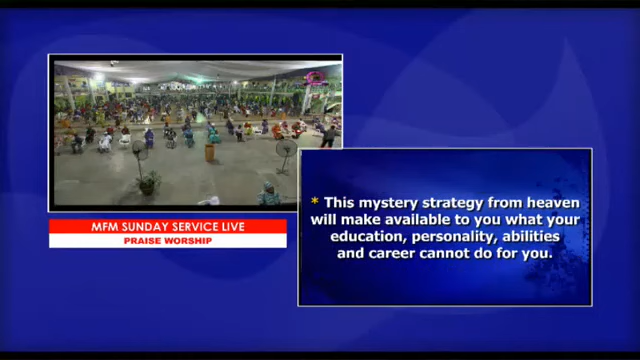 MFM SUNDAY SERVICE LIVE
PRAISE WORSHIP
* This mystery strategy from heaven
will make available to you what your
education, personality, abilities
and career cannot do for you.